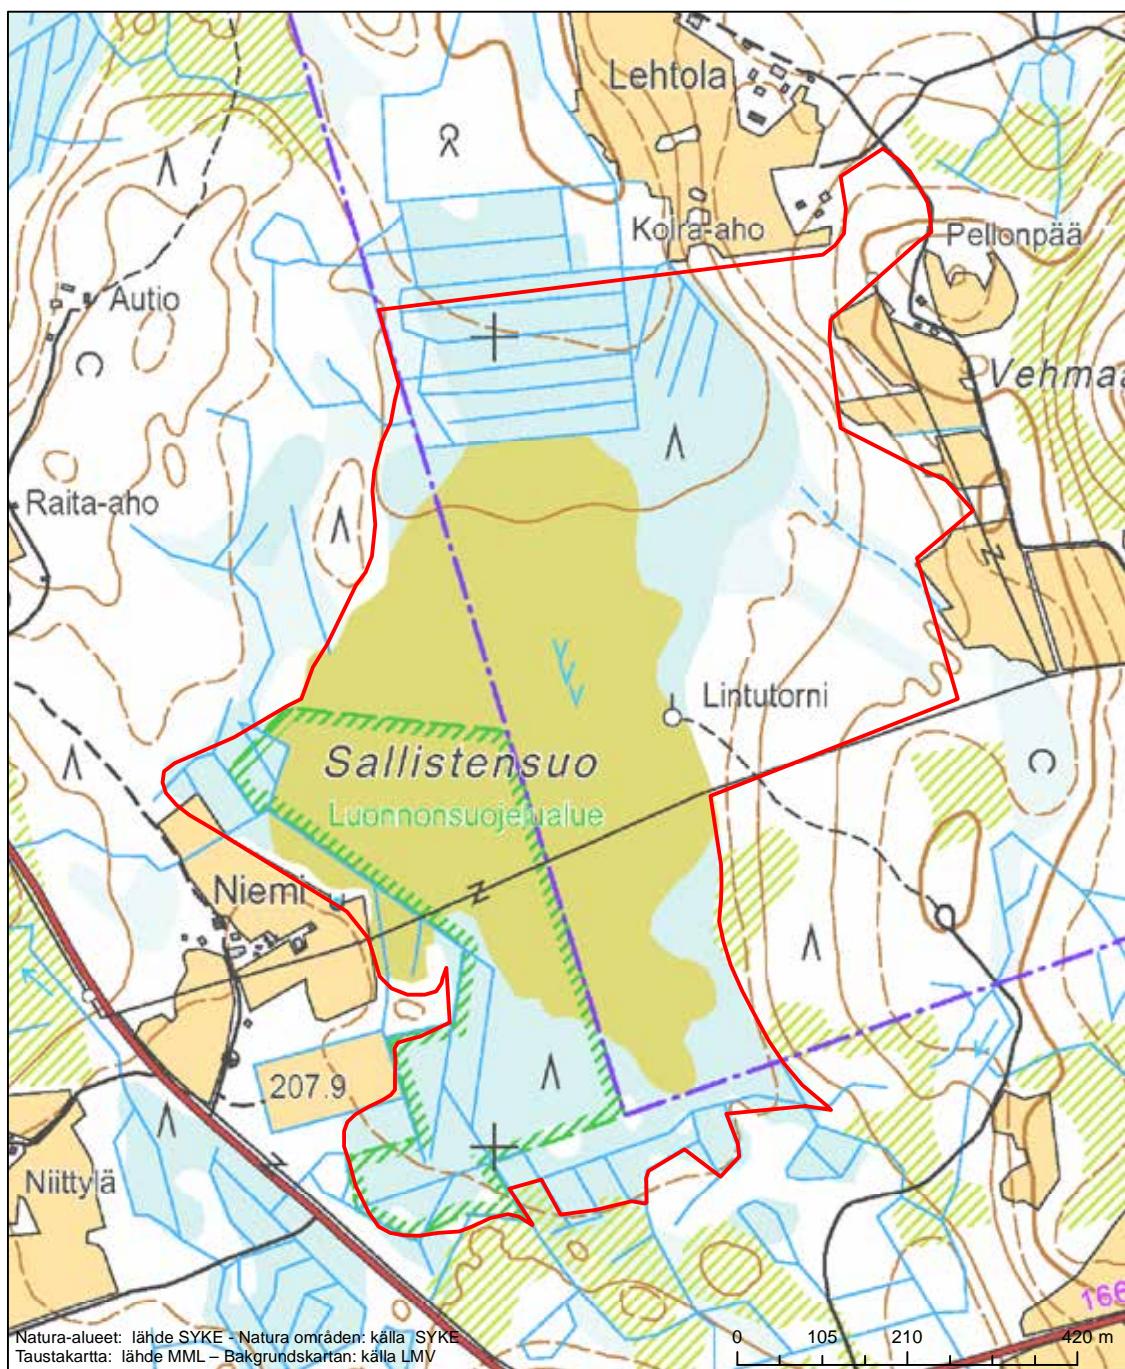 Lehtola
Koira-aho
Pellonpää
Autio
Vehmaa
Raita-aho
Lintutorni
Sallistensuo
Luonnonsuojelualue
Niemi
207.9
Niittylä
166
Natura-alueet: lähde SYKE - Natura områden: källa SYKE
Taustakartta: lähde MML – Bakgrundskartan: källa LMV
0 105 210 420 m